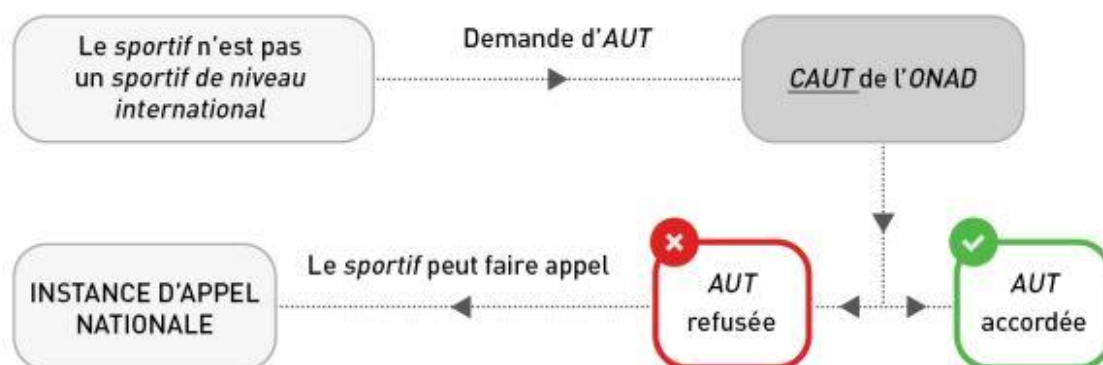 Le sportif n'est pas
un sportif de niveau
international
Demande d'AUT
CAUT de l'ONAD
INSTANCE D'APPEL
NATIONALE
Le sportif peut faire appel
AUT
refusée
AUT
accordée